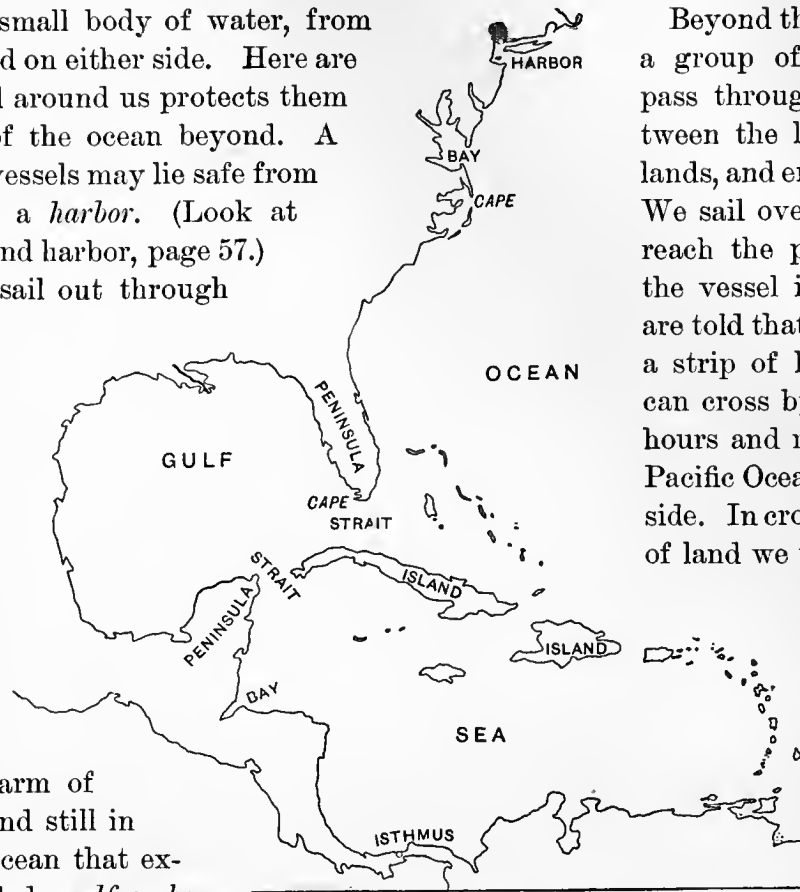 small body of water, from
d on either side. Here are
around us protects them
of the ocean beyond. A
vessels may lie safe from
a harbor. (Look at
nd harbor, page 57.)
sail out through
arm of
nd still in
cean that ex-
HARBOR
BAY
CAPE
OCEAN
PENINSULA
GULF
CAPE
STRAIT
STRAIT
ISLAND
PENINSULA
ISLAND
BAY
SEA
ISTHMUS
Beyond th
a group of
pass throug
tween the l
lands, and en
We sail ove
reach the p
the vessel i
are told that
a strip of l
can cross b
hours and
Pacific Ocea
side. In cro
of land we